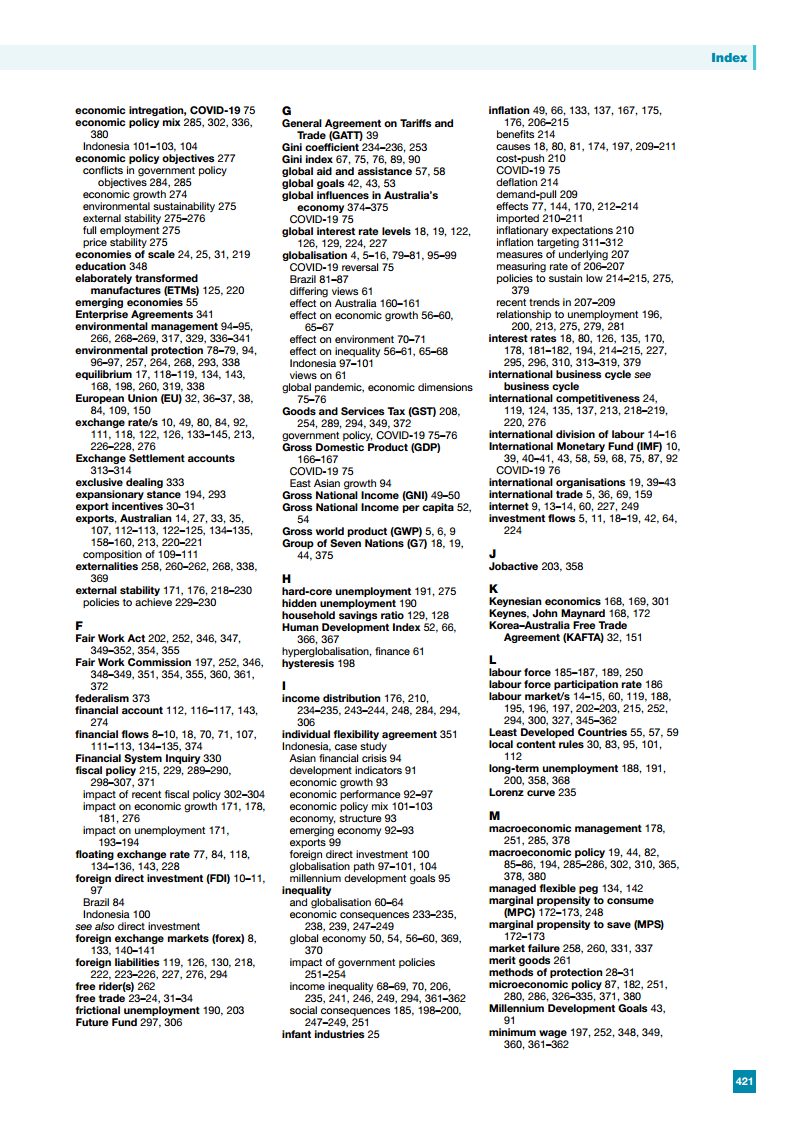 Index
economic intregation, COVID-19 75
economic policy mix 285, 302, 336,
380
Indonesia 101–103, 104
economic policy objectives 277
conflicts in government policy
objectives 284, 285
economic growth 274
environmental sustainability 275
external stability 275–276
full employment 275
price stability 275
economies of scale 24, 25, 31, 219
education 348
elaborately transformed
manufactures (ETMs) 125, 220
emerging economies 55
Enterprise Agreements 341
environmental management 94–95,
266, 268–269, 317, 329, 336–341
environmental protection 78–79, 94,
96–97, 257, 264, 268, 293, 338
equilibrium 17, 118–119, 134, 143,
168, 198, 260, 319, 338
European Union (EU) 32, 36–37, 38,
84, 109, 150
exchange rate/s 10, 49, 80, 84, 92,
111, 118, 122, 126, 133–145, 213,
226–228, 276
Exchange Settlement accounts
313–314
exclusive dealing 333
expansionary stance 194, 293
export incentives 30–31
exports, Australian 14, 27, 33, 35,
107, 112–113, 122–125, 134–135,
158–160, 213, 220–221
composition of 109–111
externalities 258, 260–262, 268, 338,
369
external stability 171, 176, 218–230
policies to achieve 229–230
F
Fair Work Act 202, 252, 346, 347,
349–352, 354, 355
Fair Work Commission 197, 252, 346,
348–349, 351, 354, 355, 360, 361,
372
federalism 373
financial account 112, 116–117, 143,
274
financial flows 8–10, 18, 70, 71, 107,
111–113, 134–135, 374
Financial System Inquiry 330
fiscal policy 215, 229, 289–290,
298–307, 371
impact of recent fiscal policy 302–304
impact on economic growth 171, 178,
181, 276
impact on unemployment 171,
193–194
floating exchange rate 77, 84, 118,
134–136, 143, 228
foreign direct investment (FDI) 10–11,
97
Brazil 84
Indonesia 100
see also direct investment
foreign exchange markets (forex) 8,
133, 140–141
foreign liabilities 119, 126, 130, 218,
222, 223–226, 227, 276, 294
free rider(s) 262
free trade 23–24, 31–34
frictional unemployment 190, 203
Future Fund 297, 306
G
General Agreement on Tariffs and
Trade (GATT) 39
Gini coefficient 234–236, 253
Gini index 67, 75, 76, 89, 90
global aid and assistance 57, 58
global goals 42, 43, 53
global influences in Australia's
economy 374–375
COVID-19 75
global interest rate levels 18, 19, 122,
126, 129, 224, 227
globalisation 4, 5–16, 79–81, 95–99
COVID-19 reversal 75
Brazil 81–87
differing views 61
effect on Australia 160–161
effect on economic growth 56–60,
65–67
effect on environment 70–71
effect on inequality 56–61, 65–68
Indonesia 97–101
views on 61
global pandemic, economic dimensions
75–76
Goods and Services Tax (GST) 208,
254, 289, 294, 349, 372
government policy, COVID-19 75–76
Gross Domestic Product (GDP)
166–167
COVID-19 75
East Asian growth 94
Gross National Income (GNI) 49–50
Gross National Income per capita 52,
54
Gross world product (GWP) 5, 6, 9
Group of Seven Nations (G7) 18, 19,
44, 375
H
hard-core unemployment 191, 275
hidden unemployment 190
household savings ratio 129, 128
Human Development Index 52, 66,
366, 367
hyperglobalisation, finance 61
hysteresis 198
I
income distribution 176, 210,
234–235, 243–244, 248, 284, 294,
306
individual flexibility agreement 351
Indonesia, case study
Asian financial crisis 94
development indicators 91
economic growth 93
economic performance 92–97
economic policy mix 101–103
economy, structure 93
emerging economy 92–93
exports 99
foreign direct investment 100
globalisation path 97–101, 104
millennium development goals 95
inequality
and globalisation 60–64
economic consequences 233–235,
238, 239, 247–249
global economy 50, 54, 56–60, 369,
370
impact of government policies
251–254
income inequality 68–69, 70, 206,
235, 241, 246, 249, 294, 361–362
social consequences 185, 198–200,
247–249, 251
infant industries 25
inflation 49, 66, 133, 137, 167, 175,
176, 206–215
benefits 214
causes 18, 80, 81, 174, 197, 209–211
cost-push 210
COVID-19 75
deflation 214
demand-pull 209
effects 77, 144, 170, 212–214
imported 210–211
inflationary expectations 210
inflation targeting 311–312
measures of underlying 207
measuring rate of 206–207
policies to sustain low 214–215, 275,
379
recent trends in 207–209
relationship to unemployment 196,
200, 213, 275, 279, 281
interest rates 18, 80, 126, 135, 170,
178, 181–182, 194, 214–215, 227,
295, 296, 310, 313–319, 379
international business cycle see
business cycle
international competitiveness 24,
119, 124, 135, 137, 213, 218–219,
220, 276
international division of labour 14–16
International Monetary Fund (IMF) 10,
39, 40–41, 43, 58, 59, 68, 75, 87, 92
COVID-19 76
international organisations 19, 39–43
international trade 5, 36, 69, 159
internet 9, 13–14, 60, 227, 249
investment flows 5, 11, 18–19, 42, 64,
224
J
Jobactive 203, 358
K
Keynesian economics 168, 169, 301
Keynes, John Maynard 168, 172
Korea–Australia Free Trade
Agreement (KAFTA) 32, 151
L
labour force 185–187, 189, 250
labour force participation rate 186
labour market/s 14–15, 60, 119, 188,
195, 196, 197, 202–203, 215, 252,
294, 300, 327, 345–362
Least Developed Countries 55, 57, 59
local content rules 30, 83, 95, 101,
112
long-term unemployment 188, 191,
200, 358, 368
Lorenz curve 235
M
macroeconomic management 178,
251, 285, 378
macroeconomic policy 19, 44, 82,
85–86, 194, 285–286, 302, 310, 365,
378, 380
managed flexible peg 134, 142
marginal propensity to consume
(MPC) 172–173, 248
marginal propensity to save (MPS)
172–173
market failure 258, 260, 331, 337
merit goods 261
methods of protection 28–31
microeconomic policy 87, 182, 251,
280, 286, 326–335, 371, 380
Millennium Development Goals 43,
91
minimum wage 197, 252, 348, 349,
360, 361–362
421